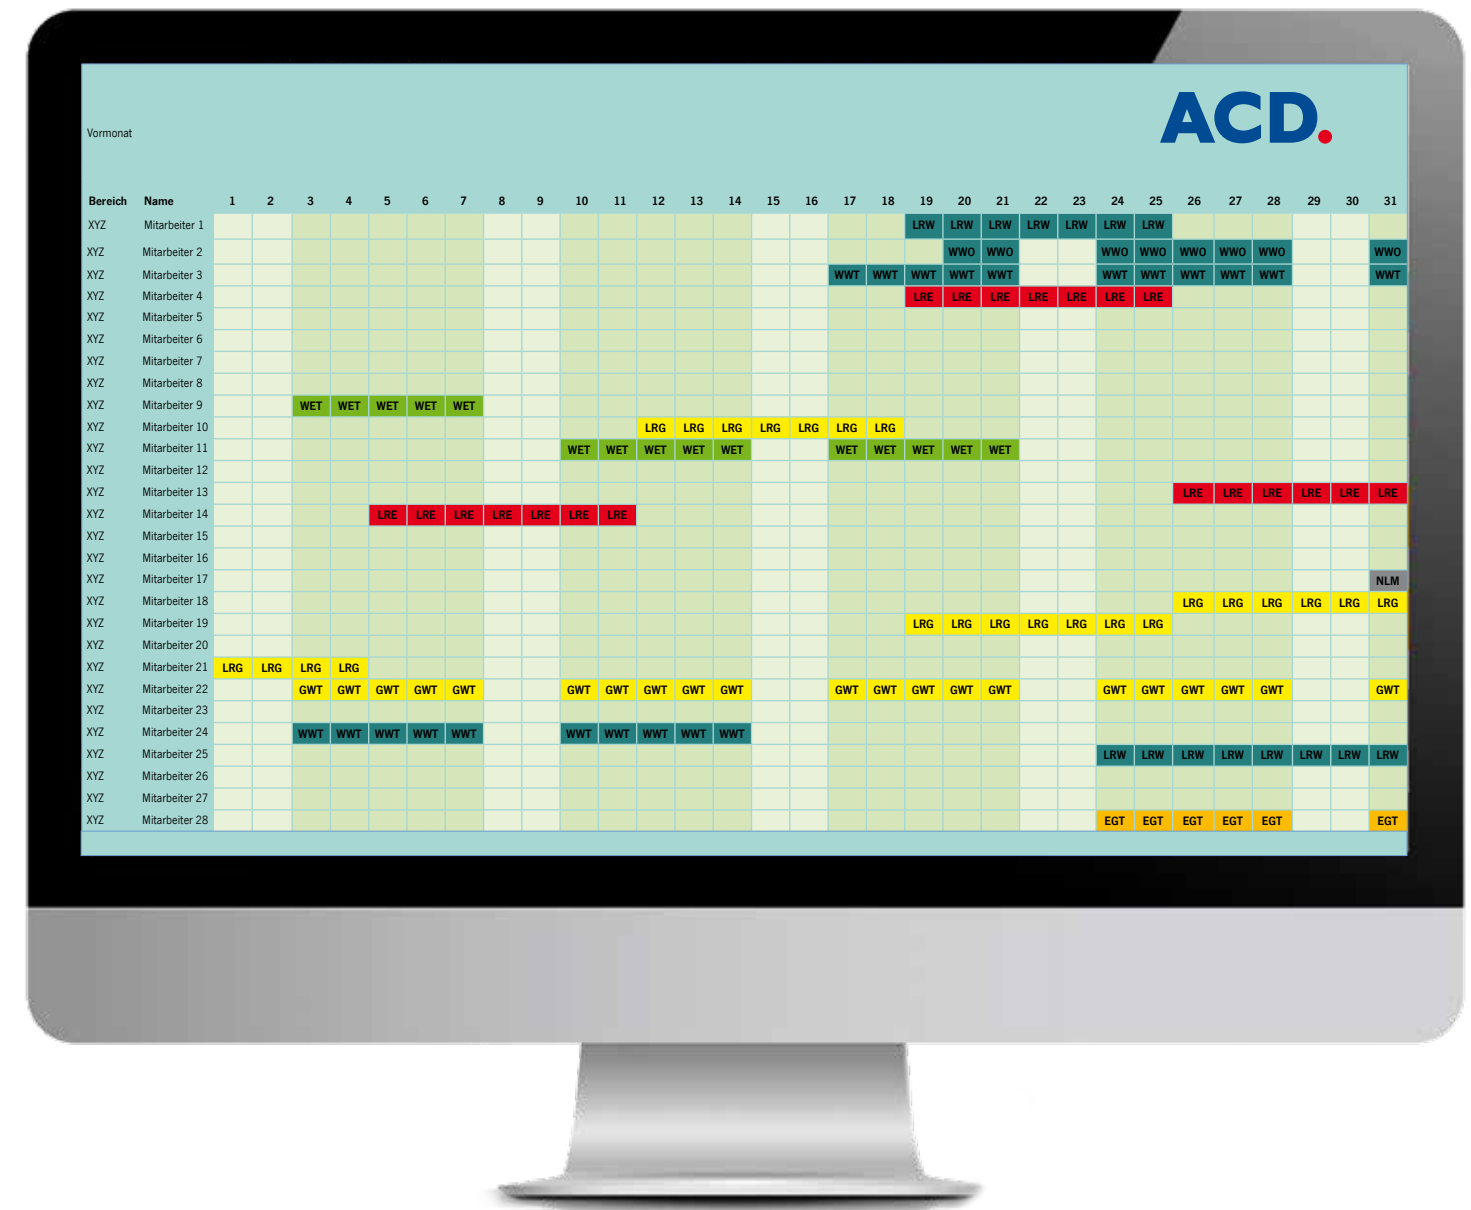 ACD.
Vormonat
Bereich Name 1 2 3 4 5 6 7 8 9 10 11 12 13 14 15 16 17 18 19 20 21 22 23 24 25 26 27 28 29 30 31
XYZ Mitarbeiter 1 LRW LRW LRW LRW LRW LRW LRW
XYZ Mitarbeiter 2 WWO WWO WWO WWO WWO WWO WWO WWO
XYZ Mitarbeiter 3 WWT WWT WWT WWT WWT WWT WWT WWT WWT WWT WWT
XYZ Mitarbeiter 4 LRE LRE LRE LRE LRE LRE LRE
XYZ Mitarbeiter 5
XYZ Mitarbeiter 6
XYZ Mitarbeiter 7
XYZ Mitarbeiter 8
XYZ Mitarbeiter 9 WET WET WET WET WET
XYZ Mitarbeiter 10 LRG LRG LRG LRG LRG LRG LRG
XYZ Mitarbeiter 11 WET WET WET WET WET WET WET WET WET WET
XYZ Mitarbeiter 12
XYZ Mitarbeiter 13 LRE LRE LRE LRE LRE LRE
XYZ Mitarbeiter 14 LRE LRE LRE LRE LRE LRE LRE
XYZ Mitarbeiter 15
XYZ Mitarbeiter 16
XYZ Mitarbeiter 17 NLM
XYZ Mitarbeiter 18 LRG LRG LRG LRG LRG LRG
XYZ Mitarbeiter 19 LRG LRG LRG LRG LRG LRG LRG
XYZ Mitarbeiter 20
XYZ Mitarbeiter 21 LRG LRG LRG LRG
XYZ Mitarbeiter 22 GWT GWT GWT GWT GWT GWT GWT GWT GWT GWT GWT GWT GWT GWT GWT GWT GWT GWT GWT GWT GWT
XYZ Mitarbeiter 23
XYZ Mitarbeiter 24 WWT WWT WWT WWT WWT WWT WWT WWT WWT WWT
XYZ Mitarbeiter 25 LRW LRW LRW LRW LRW LRW LRW LRW
XYZ Mitarbeiter 26
XYZ Mitarbeiter 27
XYZ Mitarbeiter 28 EGT EGT EGT EGT EGT EGT